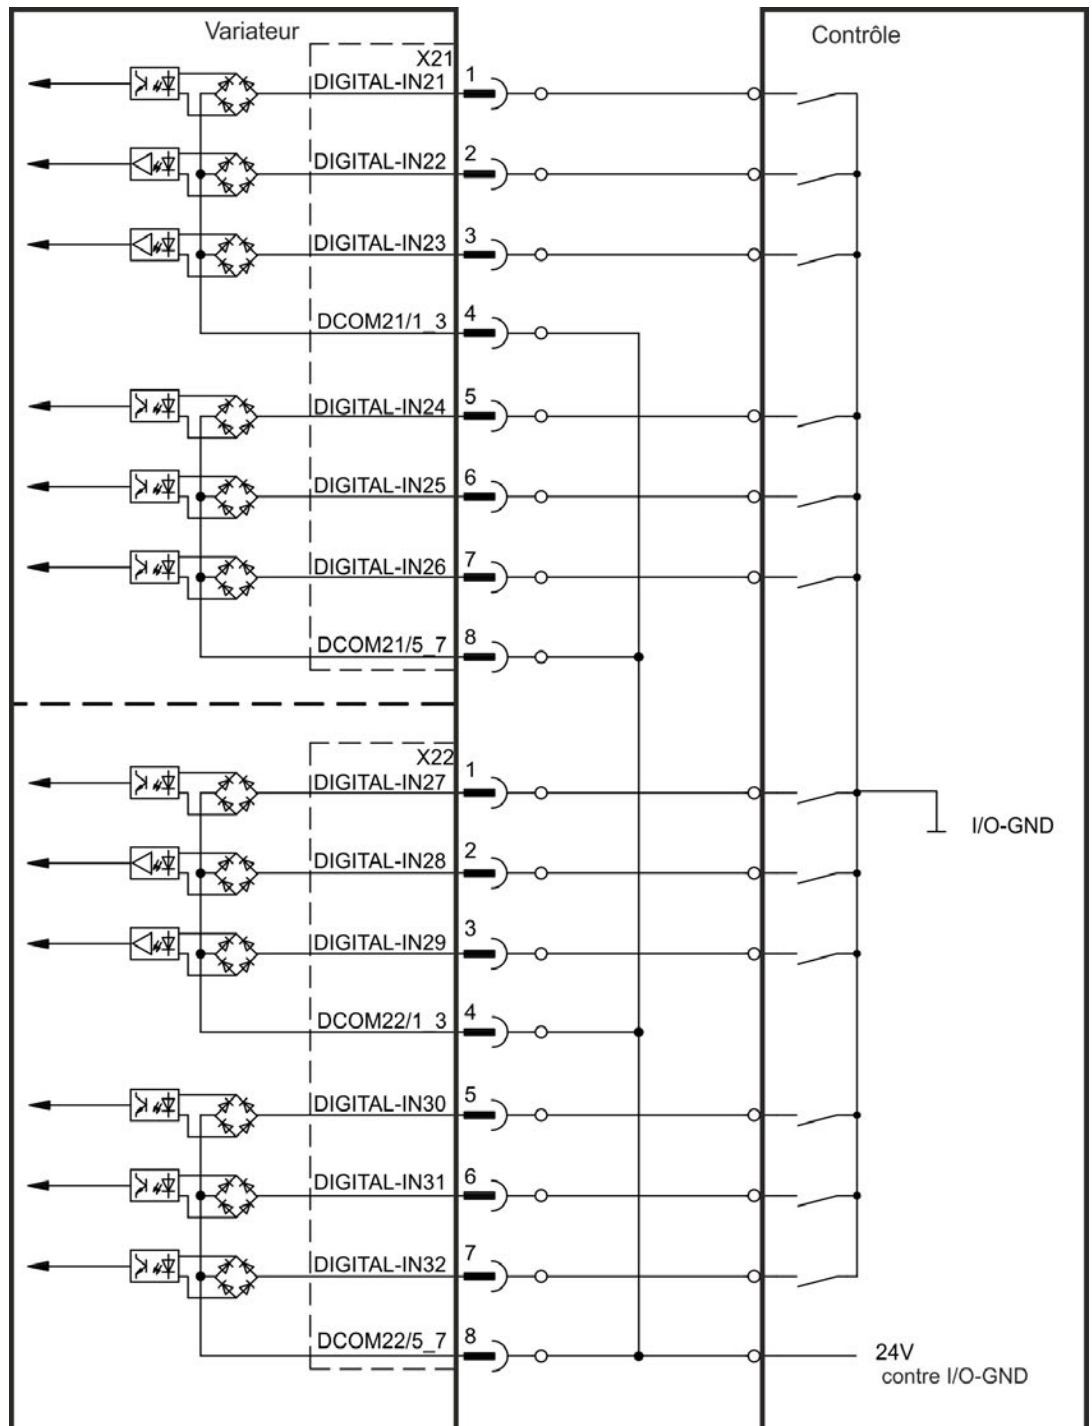 Variateur
Contrôle
X21
DIGITAL-IN21 1
DIGITAL-IN22 2
DIGITAL-IN23 3
DCOM21/1_3 4
DIGITAL-IN24 5
DIGITAL-IN25 6
DIGITAL-IN26 7
DCOM21/5_7 8
X22
DIGITAL-IN27 1
I/O-GND
DIGITAL-IN28 2
DIGITAL-IN29 3
DCOM22/1_3 4
DIGITAL-IN30 5
DIGITAL-IN31 6
DIGITAL-IN32 7
DCOM22/5_7 8
24V
contre I/O-GND